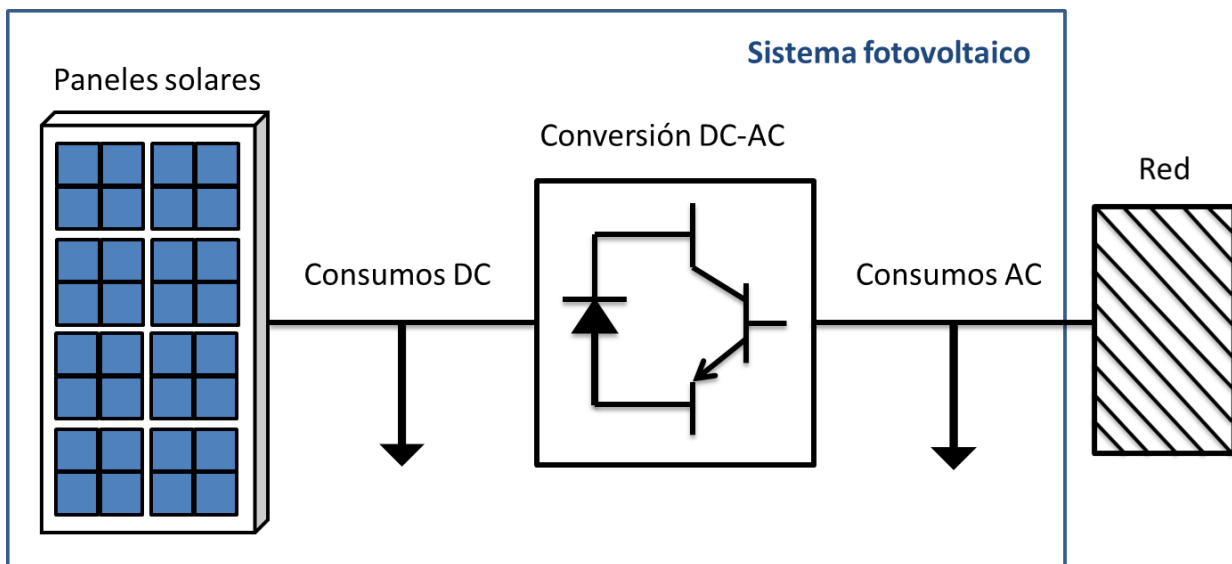 Sistema fotovoltaico
Paneles solares
Conversión DC-AC
Red
Consumos DC
Consumos AC